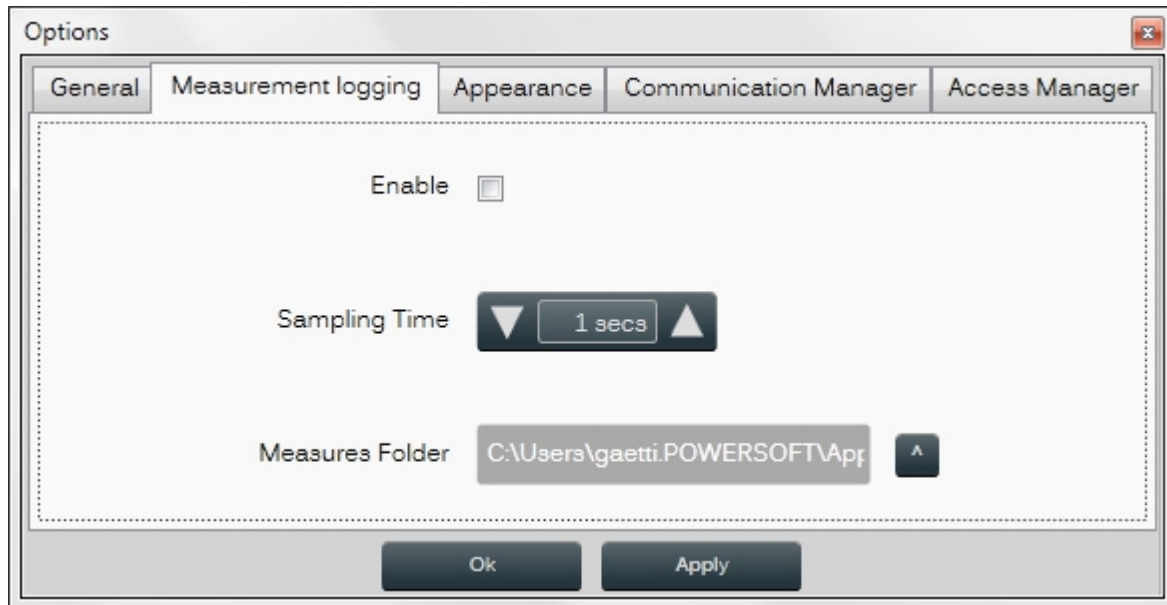 Options
General Measurement logging Appearance Communication Manager Access Manager
Enable
Sampling Time 1 secs
Measures Folder C:\Users\gaetti.POWERSOFT\App ^
Ok Apply